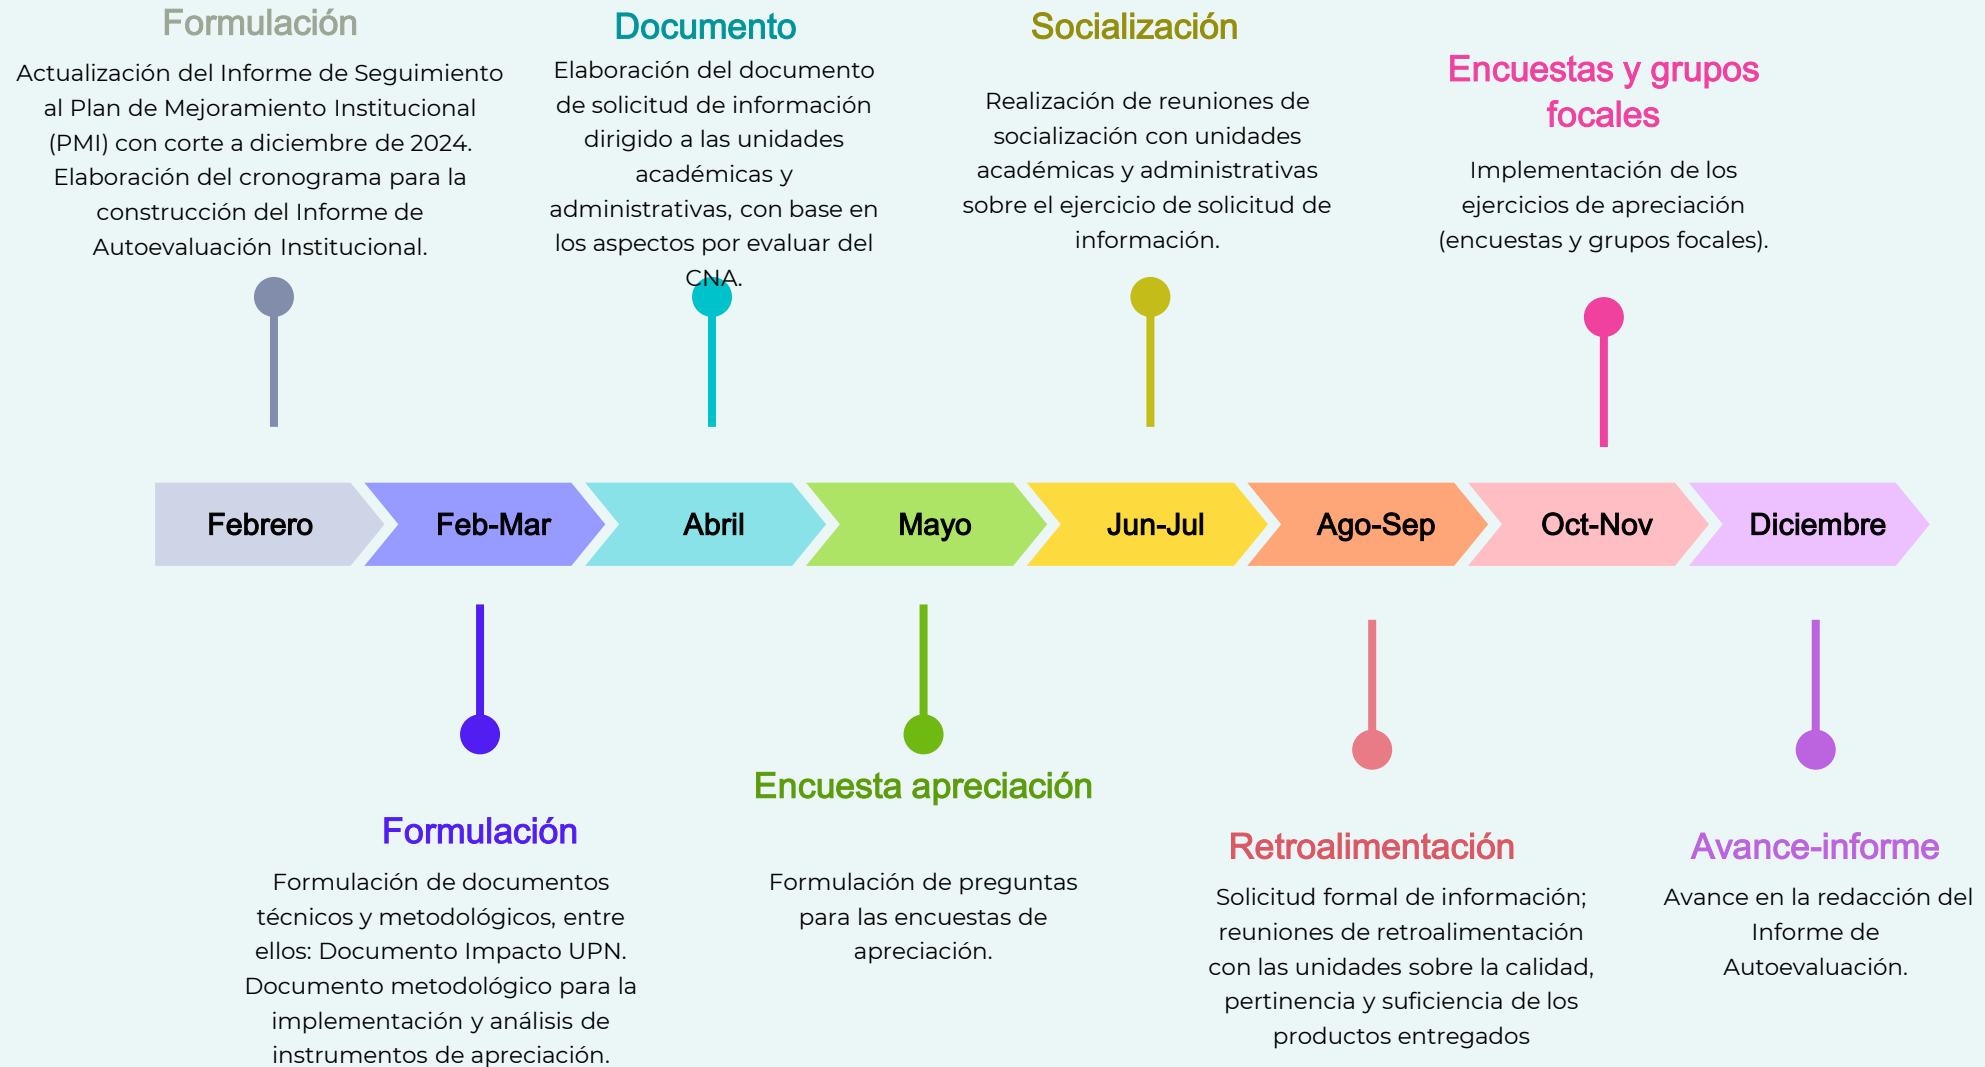 Formulación
Actualización del Informe de Seguimiento
al Plan de Mejoramiento Institucional
(PMI) con corte a diciembre de 2024.
Elaboración del cronograma para la
construcción del Informe de
Autoevaluación Institucional.
Documento
Elaboración del documento
de solicitud de información
dirigido a las unidades
académicas y
administrativas, con base en
los aspectos por evaluar del
CNA.
Socialización
Realización de reuniones de
socialización con unidades
académicas y administrativas
sobre el ejercicio de solicitud de
información.
Encuestas y grupos
focales
Implementación de los
ejercicios de apreciación
(encuestas y grupos focales).
Febrero
Feb-Mar
Abril
Mayo
Jun-Jul
Ago-Sep
Oct-Nov
Diciembre
Formulación
Formulación de documentos
técnicos y metodológicos, entre
ellos: Documento Impacto UPN.
Documento metodológico para la
implementación y análisis de
instrumentos de apreciación.
Encuesta apreciación
Formulación de preguntas
para las encuestas de
apreciación.
Retroalimentación
Solicitud formal de información;
reuniones de retroalimentación
con las unidades sobre la calidad,
pertinencia y suficiencia de los
productos entregados
Avance-informe
Avance en la redacción del
Informe de
Autoevaluación.